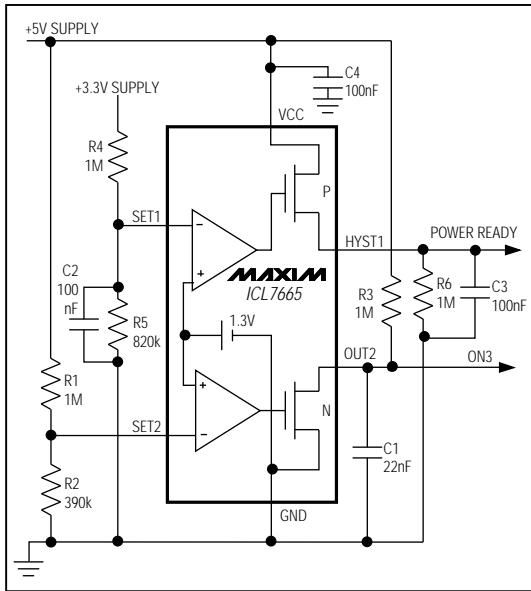 +5V SUPPLY
C4
100nF
+3.3V SUPPLY
VCC
R4
1M
P
SET1
−
POWER READY
HYST1
+
MAXIM
ICL7665
C2
100
nF
R3
1M
R6
1M
C3
100nF
R5
820k
1.3V
R1
1M
OUT2
ON3
+
N
SET2
−
C1
22nF
R2
390k
GND